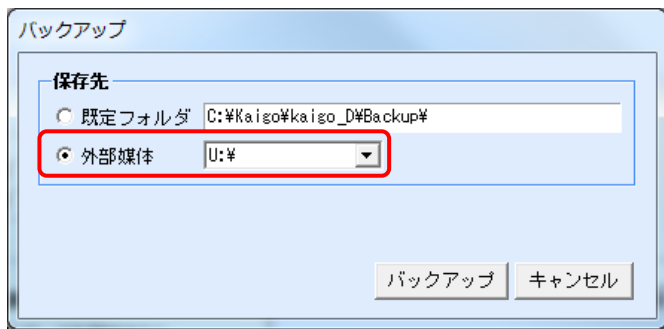 バックアップ
保存先
既定フォルダ C:¥Kaigo¥kaigo_D¥Backup¥
外部媒体 U:¥
バックアップ キャンセル